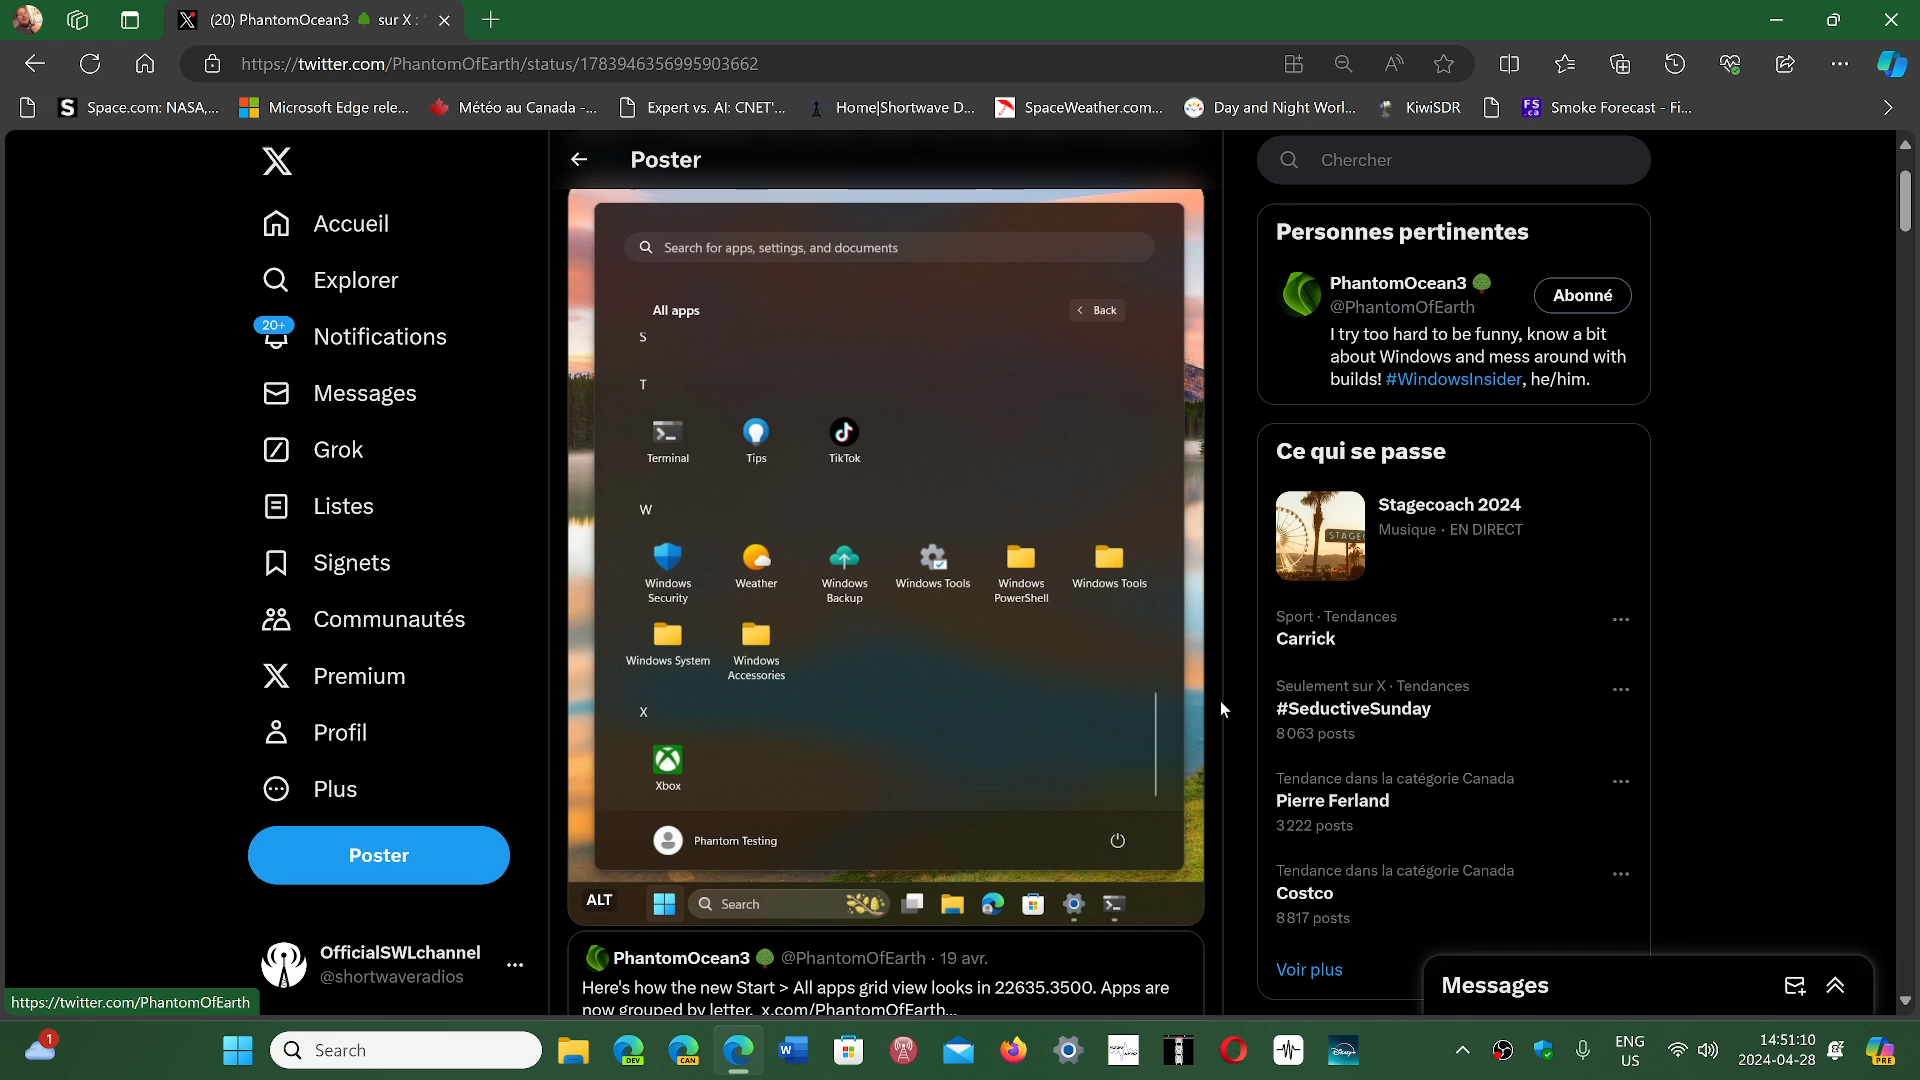 (20) PhantomOcean3 🌳 sur X : "
https://twitter.com/PhantomOfEarth/status/1783946356995903662
Space.com: NASA,...
Microsoft Edge rele...
Météo au Canada -...
Expert vs. AI: CNET'...
Home|Shortwave D...
SpaceWeather.com...
Day and Night Worl...
KiwiSDR
FS.ca
Smoke Forecast - Fi...
Poster
Chercher
Accueil
Explorer
20+
Notifications
Messages
Grok
Listes
Signets
Communautés
Premium
Profil
Plus
Poster
OfficialSWLchannel
@shortwaveradios
https://twitter.com/PhantomOfEarth
Search for apps, settings, and documents
All apps
< Back
S
T
Terminal
Tips
TikTok
W
Windows Security
Weather
Windows Backup
Windows Tools
Windows PowerShell
Windows Tools
Windows System
Windows Accessories
X
Xbox
Phantom Testing
ALT
Search
PhantomOcean3 🌳 @PhantomOfEarth · 19 avr.
Here's how the new Start > All apps grid view looks in 22635.3500. Apps are
now grouped by letter. x.com/PhantomOfEarth...
Personnes pertinentes
PhantomOcean3 🌳
@PhantomOfEarth
Abonné
I try too hard to be funny, know a bit
about Windows and mess around with
builds! #WindowsInsider, he/him.
Ce qui se passe
STAGE
Stagecoach 2024
Musique · EN DIRECT
Sport · Tendances
Carrick
Seulement sur X · Tendances
#SeductiveSunday
8 063 posts
Tendance dans la catégorie Canada
Pierre Ferland
3 222 posts
Tendance dans la catégorie Canada
Costco
8 817 posts
Voir plus
Messages
1
Search
DEV
CAN
Disney+
ENG
US
14:51:10
2024-04-28
PRE